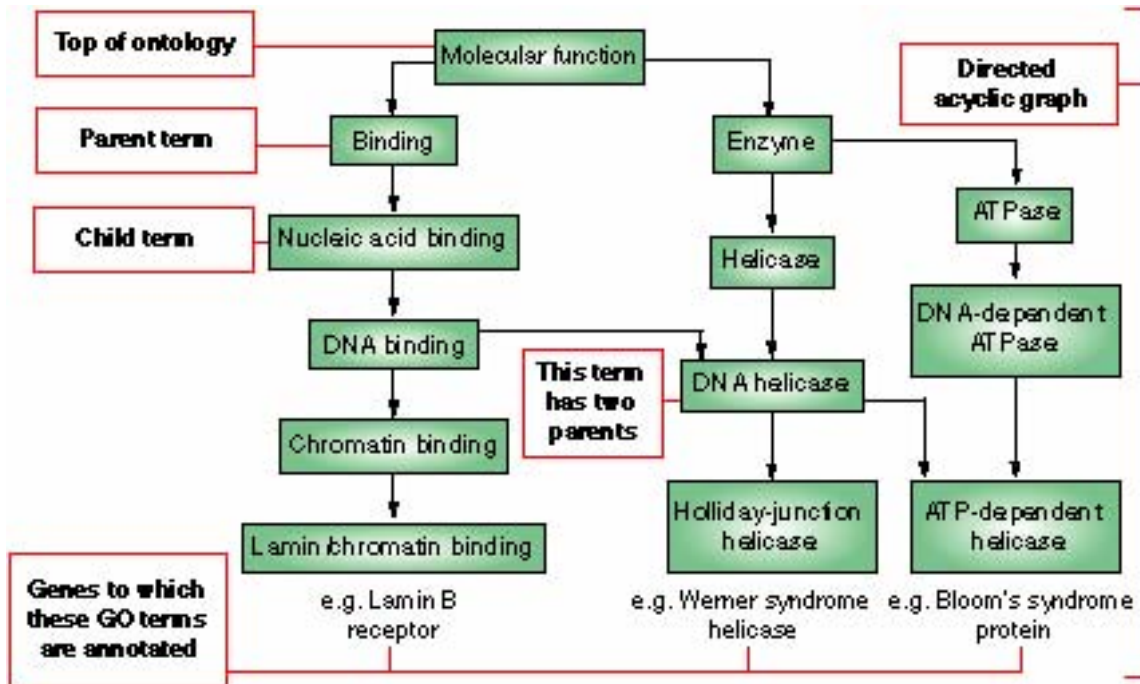 Top of ontology
Molecular function
Directed
acyclic graph
Parent term
Binding
Enzyme
ATPase
Child term
Nucleic acid binding
Helicase
DNA-dependent
ATPase
DNA binding
This term
has two
parents
DNA helicase
Chromatin binding
Holliday-junction
helicase
ATP-dependent
helicase
Lamin/chromatin binding
Genes to which
these GO terms
are annotated
e.g. Lamin B
receptor
e.g. Werner syndrome
helicase
e.g. Bloom's syndrome
protein